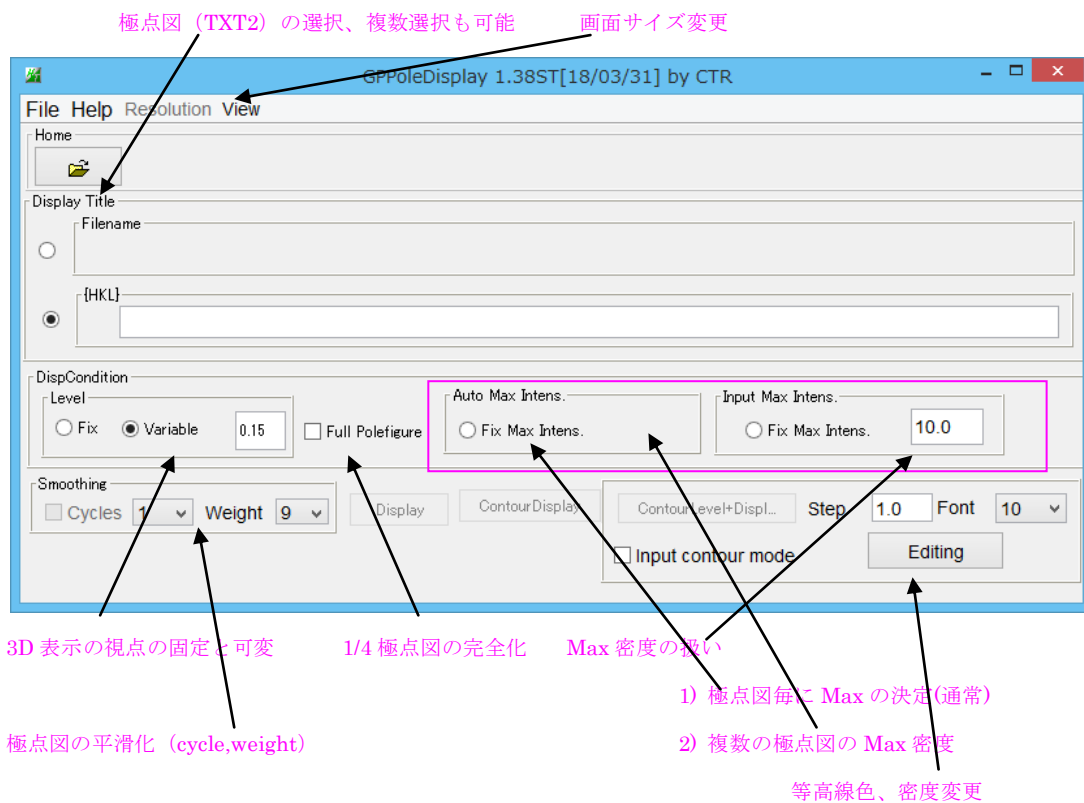 極点図（TXT2）の選択、複数選択も可能　画面サイズ変更
GPPoleDisplay 1.38ST[18/03/31] by CTR
File Help Resolution View
Home
Display Title
Filename
{HKL}
DispCondition
Level
Fix Variable 0.15
Full Polefigure
Auto Max Intens.
Fix Max Intens.
Input Max Intens.
Fix Max Intens. 10.0
Smoothing
Cycles 1 Weight 9
Display
ContourDisplay
ContourLevel+Displ... Step 1.0 Font 10
Input contour mode
Editing
3D 表示の視点の固定と可変　1/4 極点図の完全化　Max 密度の扱い
1) 極点図毎に Max の決定(通常)
極点図の平滑化（cycle,weight）
2) 複数の極点図の Max 密度
等高線色、密度変更